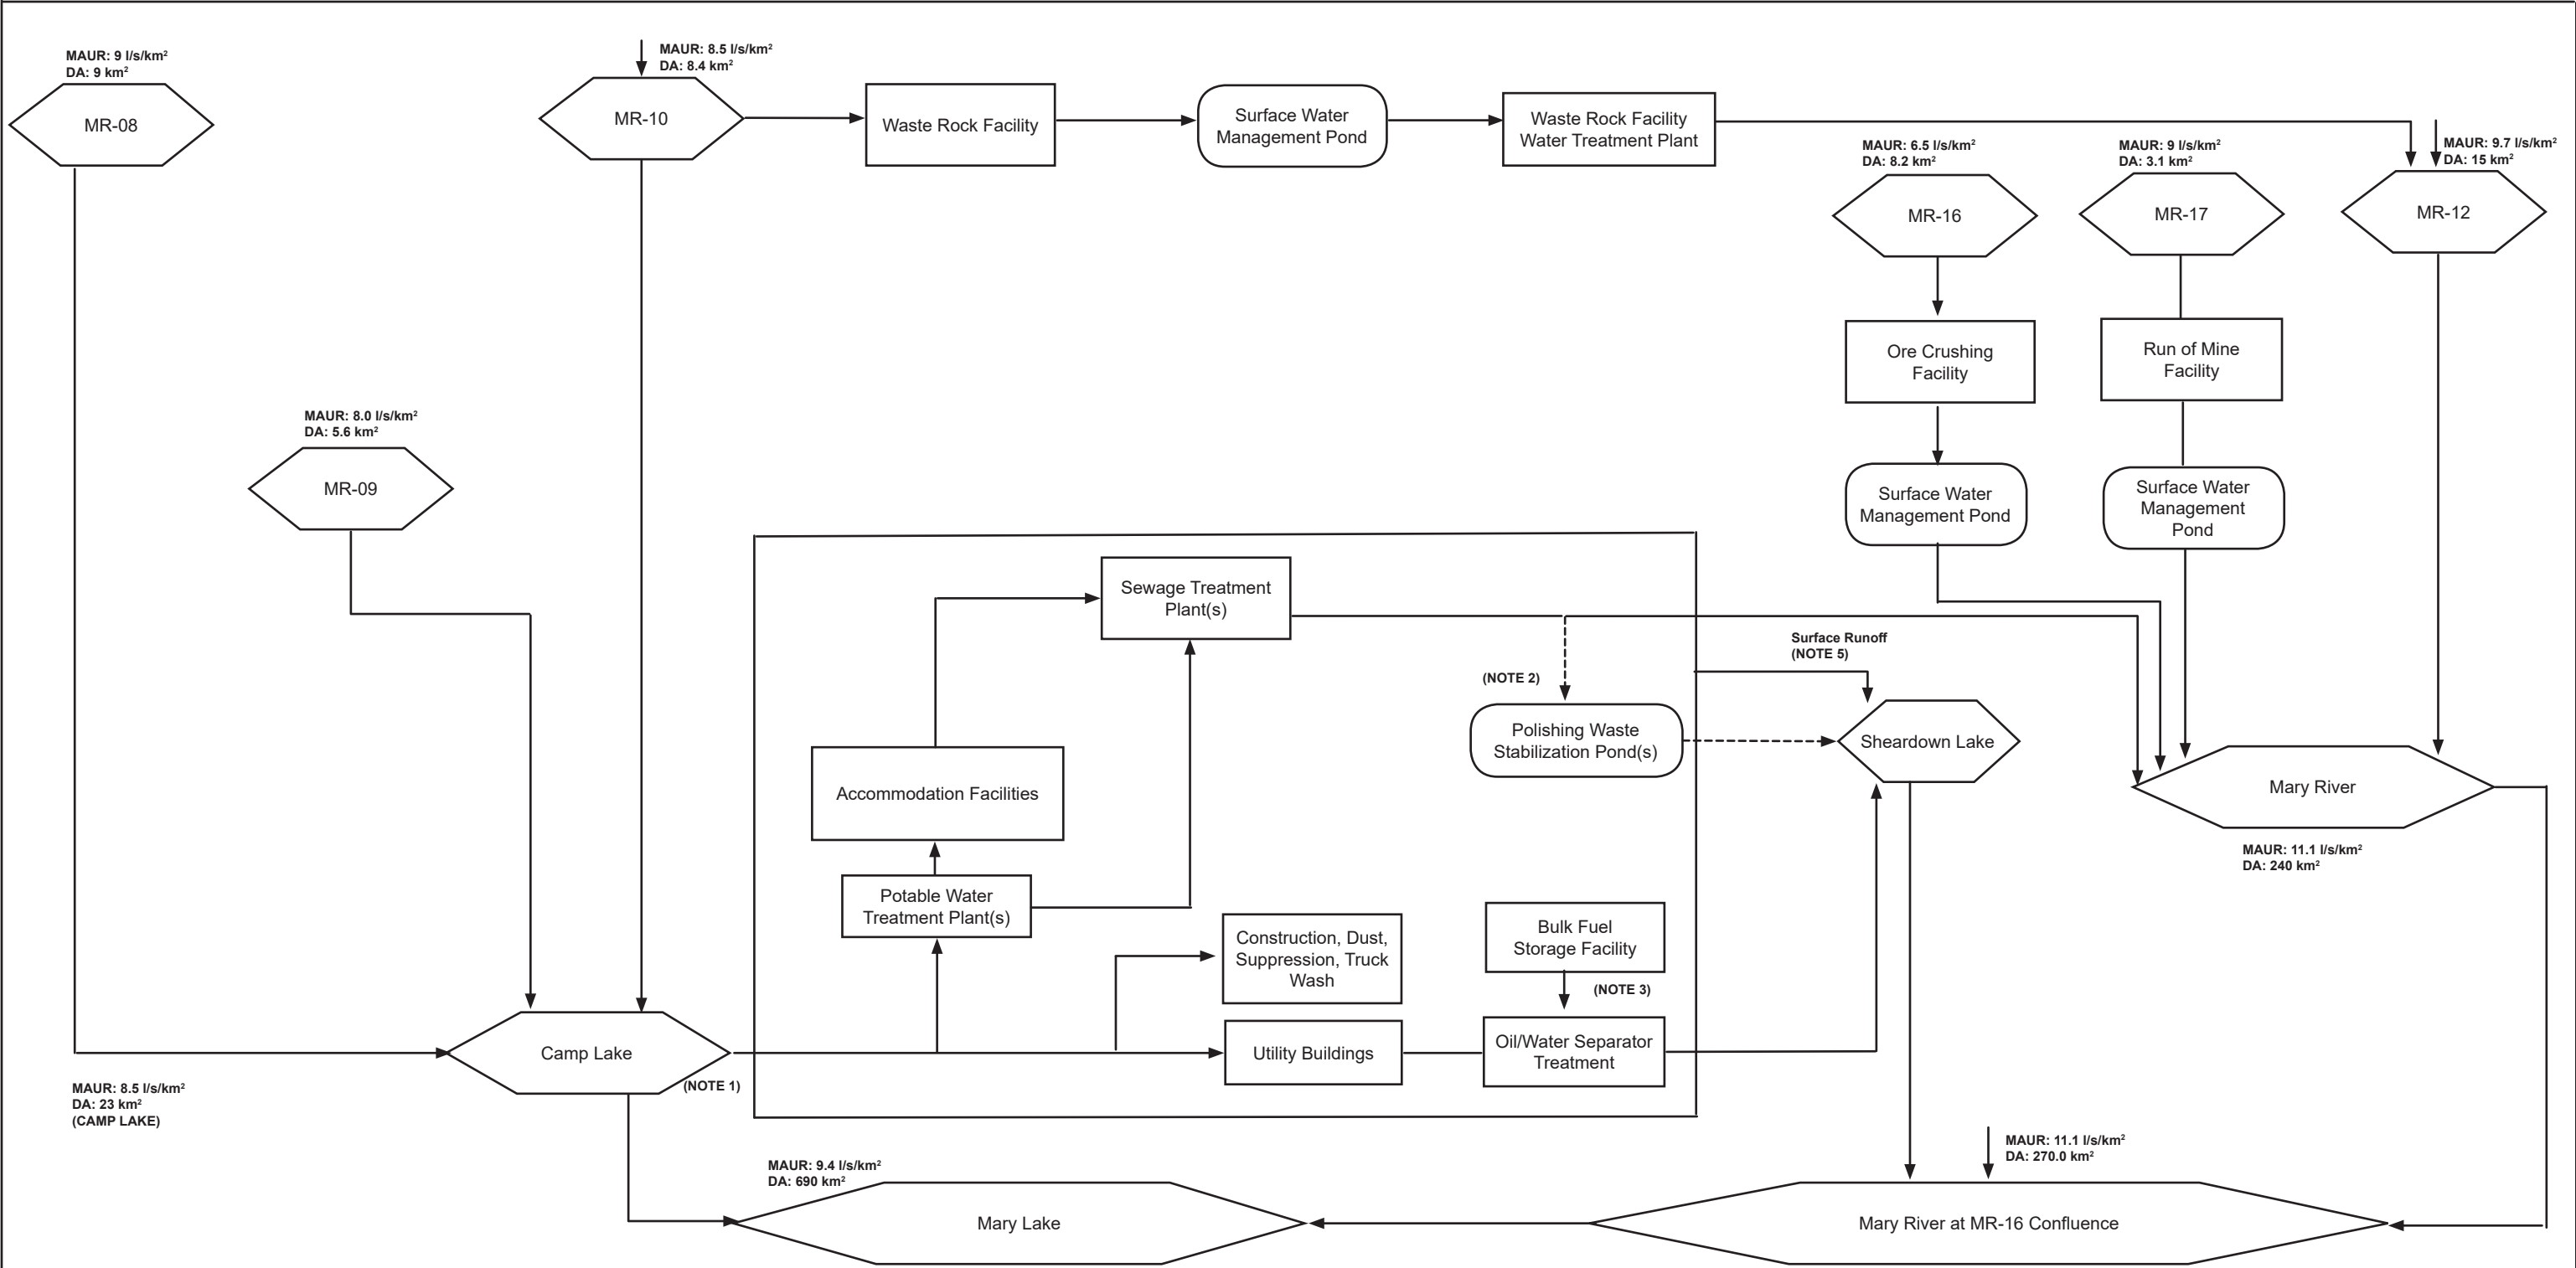 MAUR: 9 l/s/km²
DA: 9 km²
MR-08
MAUR: 8.5 l/s/km²
DA: 8.4 km²
MR-10
Waste Rock Facility
Surface Water
Management Pond
Waste Rock Facility
Water Treatment Plant
MAUR: 6.5 l/s/km²
DA: 8.2 km²
MR-16
MAUR: 9 l/s/km²
DA: 3.1 km²
MR-17
MAUR: 9.7 l/s/km²
DA: 15 km²
MR-12
Ore Crushing
Facility
Run of Mine
Facility
MAUR: 8.0 l/s/km²
DA: 5.6 km²
MR-09
Surface Water
Management Pond
Surface Water
Management
Pond
Sewage Treatment
Plant(s)
Surface Runoff
(NOTE 5)
(NOTE 2)
Polishing Waste
Stabilization Pond(s)
Sheardown Lake
Accommodation Facilities
Mary River
MAUR: 11.1 l/s/km²
DA: 240 km²
Potable Water
Treatment Plant(s)
Construction, Dust,
Suppression, Truck
Wash
Bulk Fuel
Storage Facility
(NOTE 3)
Camp Lake
(NOTE 1)
Utility Buildings
Oil/Water Separator
Treatment
MAUR: 8.5 l/s/km²
DA: 23 km²
(CAMP LAKE)
MAUR: 9.4 l/s/km²
DA: 690 km²
Mary Lake
MAUR: 11.1 l/s/km²
DA: 270.0 km²
Mary River at MR-16 Confluence